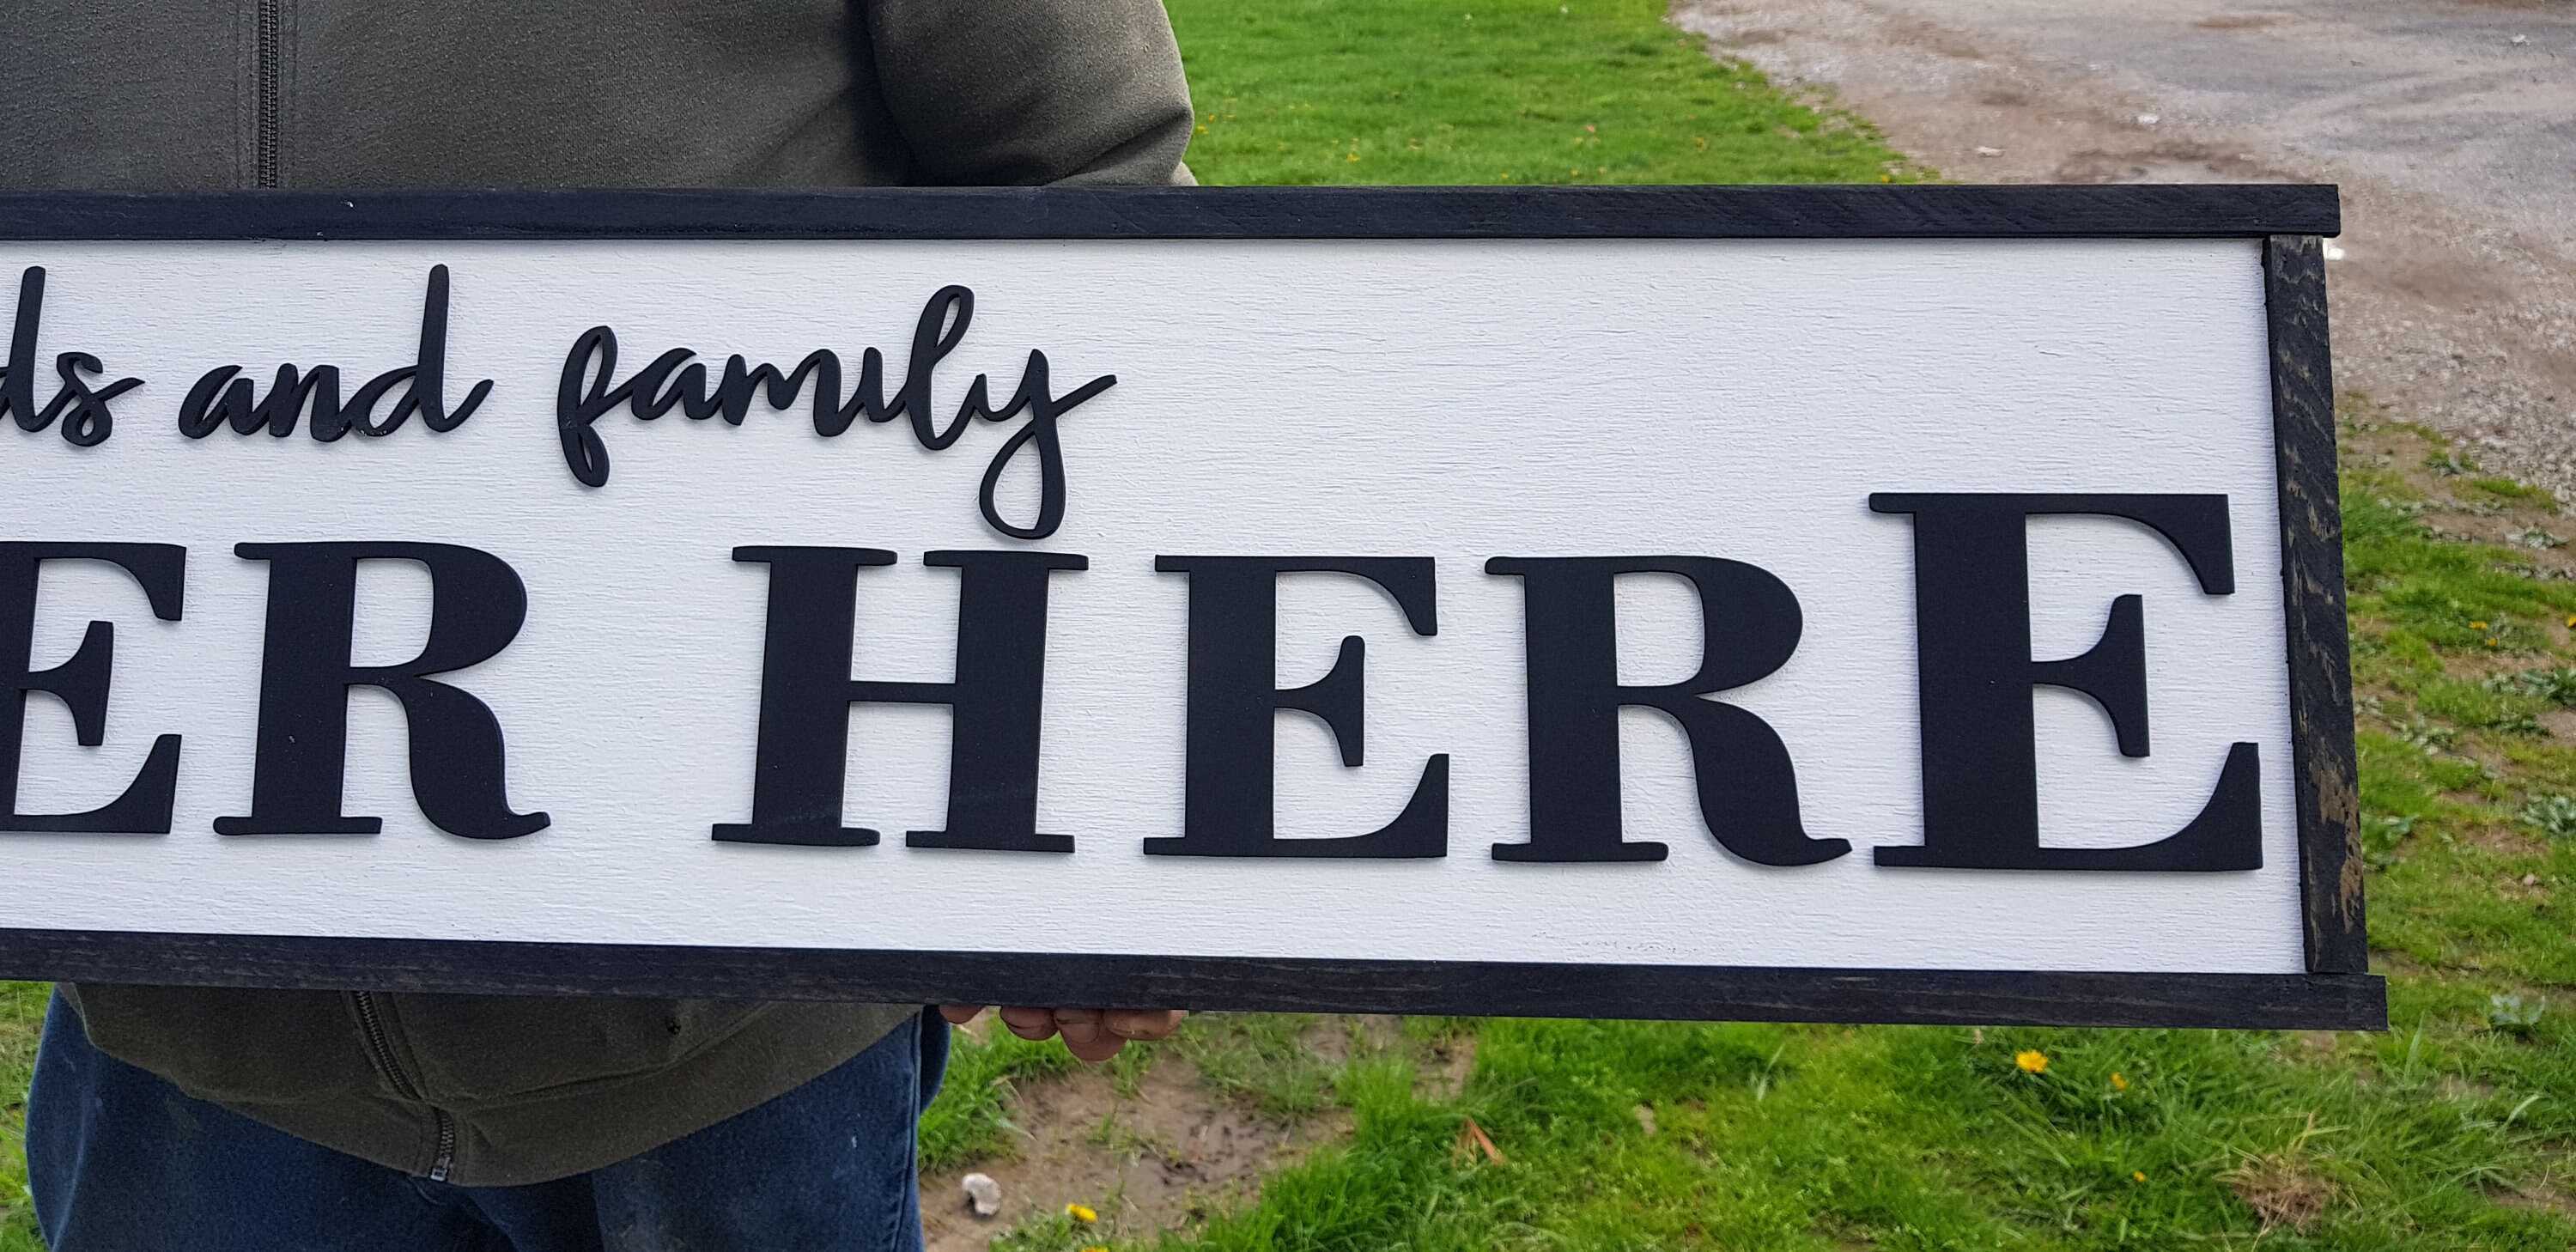 ds and family
ER HERE